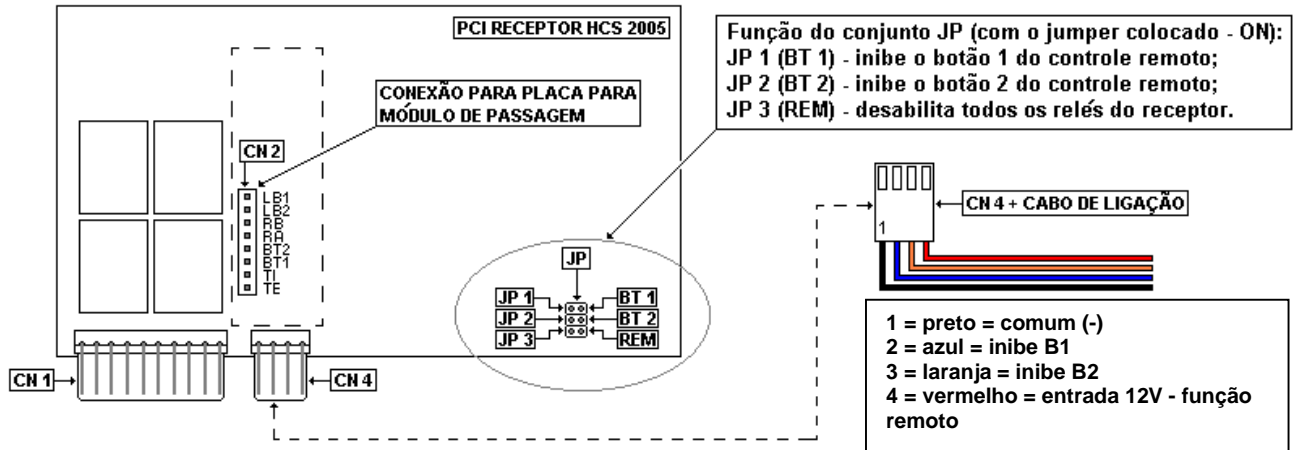 PCI RECEPTOR HCS 2005
Função do conjunto JP (com o jumper colocado - ON):
JP 1 (BT 1) - inibe o botão 1 do controle remoto;
JP 2 (BT 2) - inibe o botão 2 do controle remoto;
JP 3 (REM) - desabilita todos os relés do receptor.
CONEXÃO PARA PLACA PARA
MÓDULO DE PASSAGEM
CN 2
LB1
LB2
RB
RA
BT2
BT1
TI
TE
CN 4 + CABO DE LIGAÇÃO
1
JP
JP 1
BT 1
JP 2
BT 2
JP 3
REM
CN 1
CN 4
1 = preto = comum (-)
2 = azul = inibe B1
3 = laranja = inibe B2
4 = vermelho = entrada 12V - função
remoto